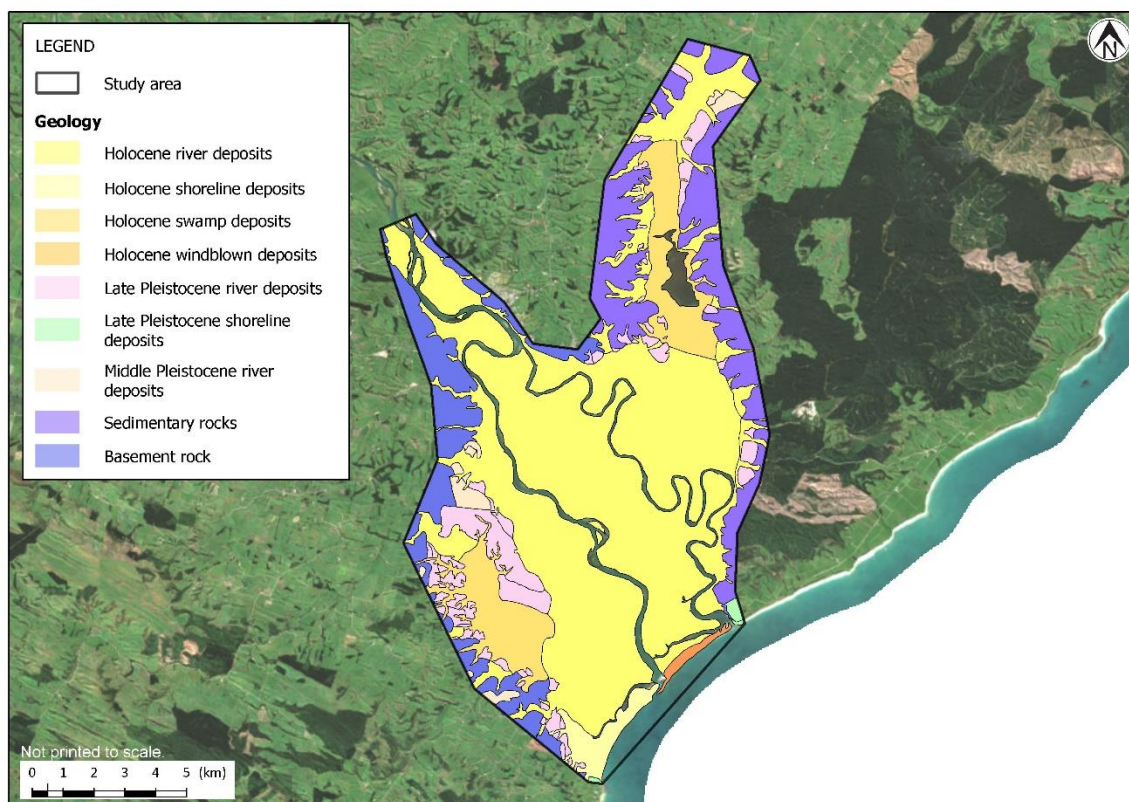 LEGEND
Study area
Geology
Holocene river deposits
Holocene shoreline deposits
Holocene swamp deposits
Holocene windblown deposits
Late Pleistocene river deposits
Late Pleistocene shoreline
deposits
Middle Pleistocene river
deposits
Sedimentary rocks
Basement rock
N
Not printed to scale.
0 1 2 3 4 5 (km)